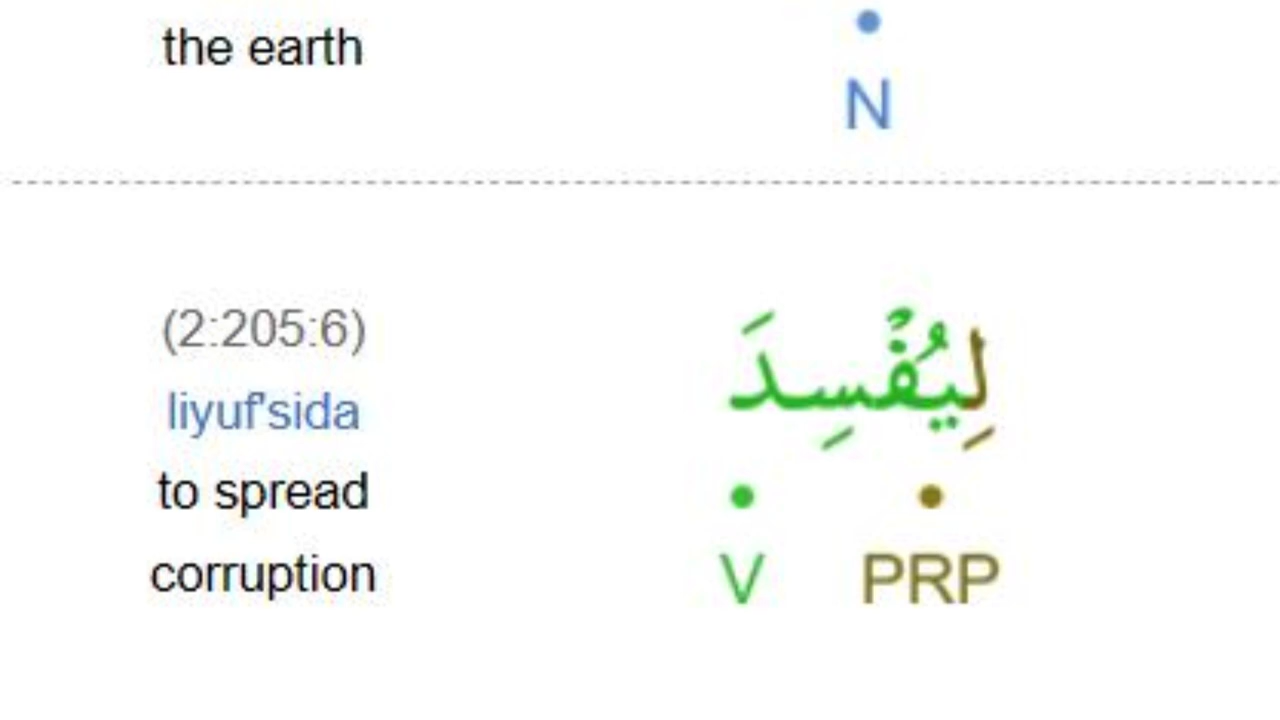 the earth
N
(2:205:6)
liyuf'sida
to spread
corruption
لِيُفْسِدَ
V PRP